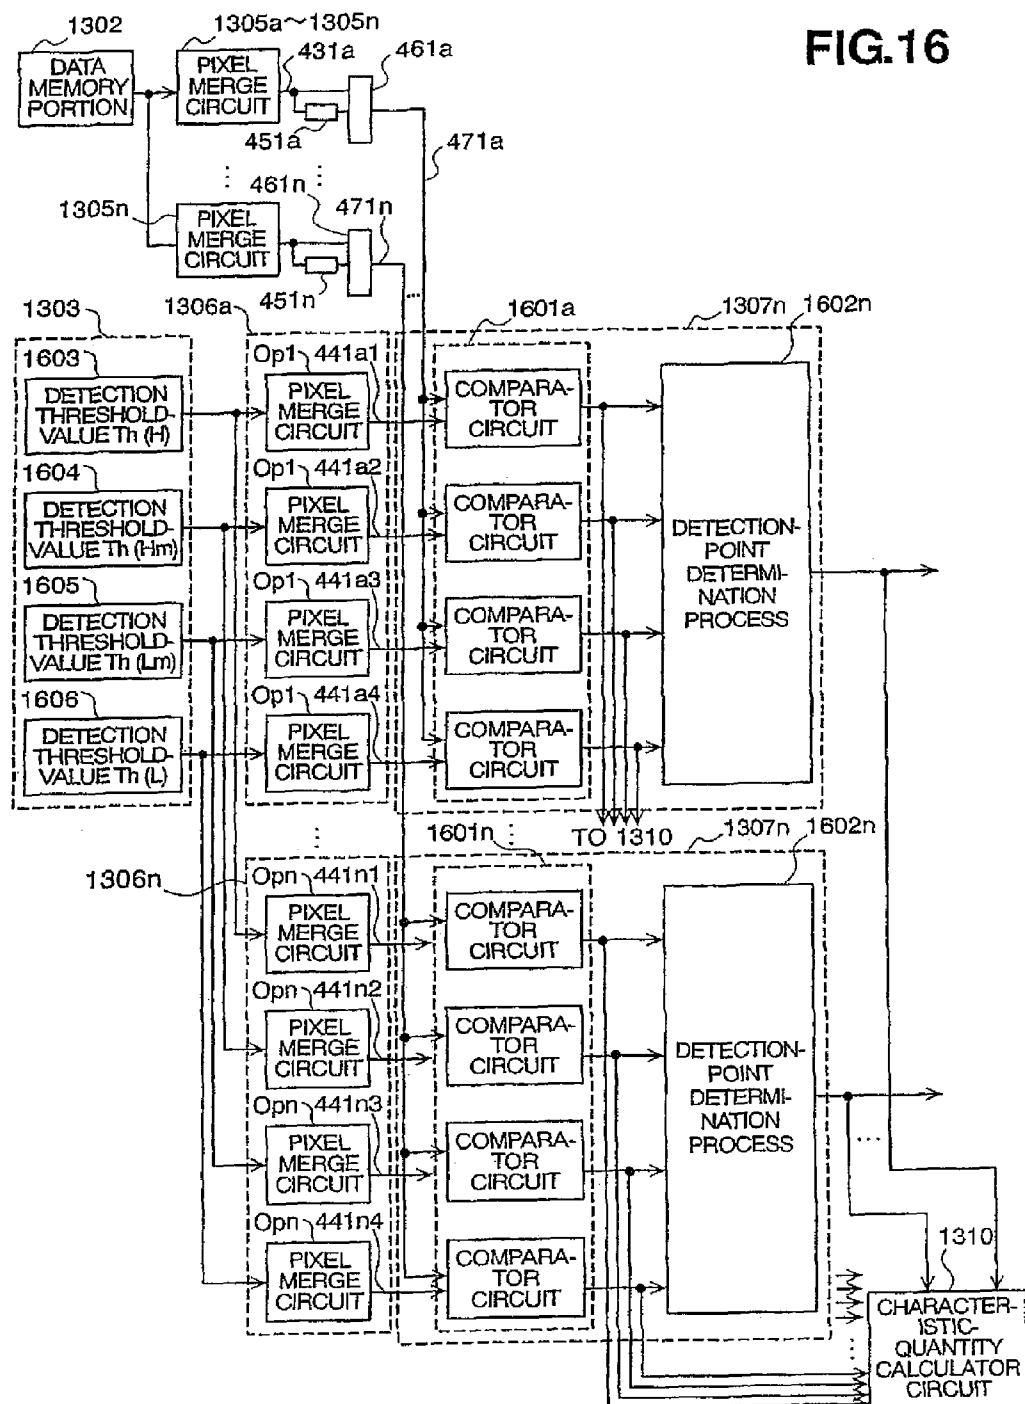 FIG.16
1302
1305a~1305n
431a
461a
DATA
MEMORY
PORTION
PIXEL
MERGE
CIRCUIT
451a
471a
461n
471n
1305n
PIXEL
MERGE
CIRCUIT
451n
1303
1306a
1601a
1307n
1602n
1603
DETECTION
THRESHOLD-
VALUE Th (H)
Op1
441a1
PIXEL
MERGE
CIRCUIT
COMPARA-
TOR
CIRCUIT
1604
DETECTION
THRESHOLD-
VALUE Th (Hm)
Op1
441a2
PIXEL
MERGE
CIRCUIT
COMPARA-
TOR
CIRCUIT
DETECTION-
POINT
DETERMI-
NATION
PROCESS
1605
DETECTION
THRESHOLD-
VALUE Th (Lm)
Op1
441a3
PIXEL
MERGE
CIRCUIT
COMPARA-
TOR
CIRCUIT
1606
DETECTION
THRESHOLD-
VALUE Th (L)
Op1
441a4
PIXEL
MERGE
CIRCUIT
COMPARA-
TOR
CIRCUIT
TO 1310
1306n
1601n
1307n
1602n
Opn
441n1
PIXEL
MERGE
CIRCUIT
COMPARA-
TOR
CIRCUIT
Opn
441n2
PIXEL
MERGE
CIRCUIT
COMPARA-
TOR
CIRCUIT
DETECTION-
POINT
DETERMI-
NATION
PROCESS
Opn
441n3
PIXEL
MERGE
CIRCUIT
COMPARA-
TOR
CIRCUIT
Opn
441n4
PIXEL
MERGE
CIRCUIT
COMPARA-
TOR
CIRCUIT
1310
CHARACTER-
ISTIC-
QUANTITY
CALCULATOR
CIRCUIT